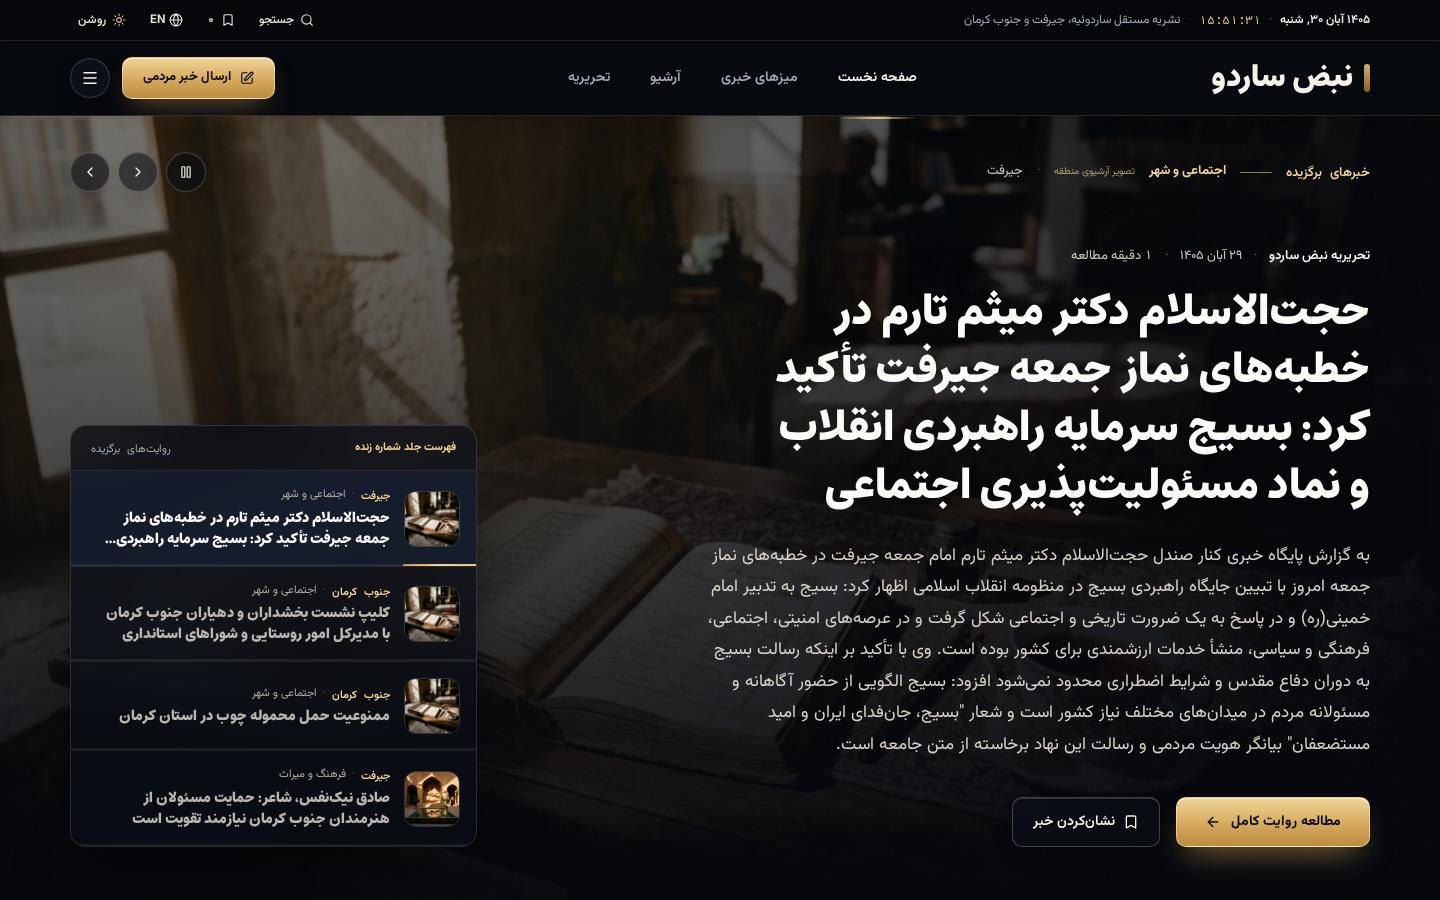 ۱۴۰۵ آبان ۳۰, شنبه · ۱۵:۵۱:۳۱ · نشریه مستقل ساردوئیه، جیرفت و جنوب کرمان
جستجو
۰
EN
روشن
نبض ساردو
صفحه نخست
میزهای خبری
آرشیو
تحریریه
ارسال خبر مردمی
خبرهای برگزیده — اجتماعی و شهر تصویر آرشیوی منطقه · جیرفت
تحریریه نبض ساردو · ۲۹ آبان ۱۴۰۵ · ۱ دقیقه مطالعه
حجت‌الاسلام دکتر میثم تارم در
خطبه‌های نماز جمعه جیرفت تأکید
کرد: بسیج سرمایه راهبردی انقلاب
و نماد مسئولیت‌پذیری اجتماعی
به گزارش پایگاه خبری کنار صندل حجت‌الاسلام دکتر میثم تارم امام جمعه جیرفت در خطبه‌های نماز
جمعه امروز با تبیین جایگاه راهبردی بسیج در منظومه انقلاب اسلامی اظهار کرد: بسیج به تدبیر امام
خمینی(ره) و در پاسخ به یک ضرورت تاریخی و اجتماعی شکل گرفت و در عرصه‌های امنیتی، اجتماعی،
فرهنگی و سیاسی، منشأ خدمات ارزشمندی برای کشور بوده است. وی با تأکید بر اینکه رسالت بسیج
به دوران دفاع مقدس و شرایط اضطراری محدود نمی‌شود افزود: بسیج الگویی از حضور آگاهانه و
مسئولانه مردم در میدان‌های مختلف نیاز کشور است و شعار "بسیج، جان‌فدای ایران و امید
مستضعفان" بیانگر هویت مردمی و رسالت این نهاد برخاسته از متن جامعه است.
مطالعه روایت کامل
نشان‌کردن خبر
فهرست جلد شماره زنده
روایت‌های برگزیده
جیرفت · اجتماعی و شهر
حجت‌الاسلام دکتر میثم تارم در خطبه‌های نماز
جمعه جیرفت تأکید کرد: بسیج سرمایه راهبردی...
جنوب کرمان · اجتماعی و شهر
کلیپ نشست بخشداران و دهیاران جنوب کرمان
با مدیرکل امور روستایی و شوراهای استانداری
جنوب کرمان · اجتماعی و شهر
ممنوعیت حمل محموله چوب در استان کرمان
جیرفت · فرهنگ و میراث
صادق نیک‌نفس، شاعر: حمایت مسئولان از
هنرمندان جنوب کرمان نیازمند تقویت است